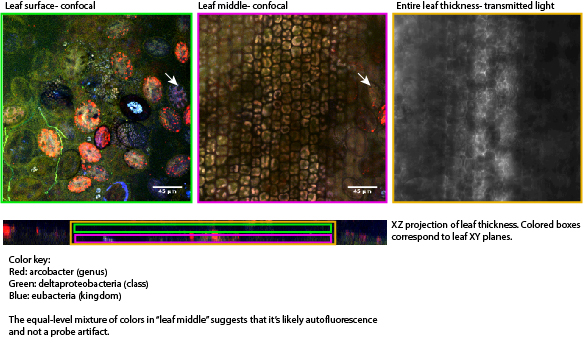 Leaf surface- confocal
Leaf middle- confocal
Entire leaf thickness- transmitted light
45 µm
45 µm
XZ projection of leaf thickness. Colored boxes
correspond to leaf XY planes.
Color key:
Red: arcobacter (genus)
Green: deltaproteobacteria (class)
Blue: eubacteria (kingdom)
The equal-level mixture of colors in “leaf middle” suggests that it’s likely autofluorescence
and not a probe artifact.